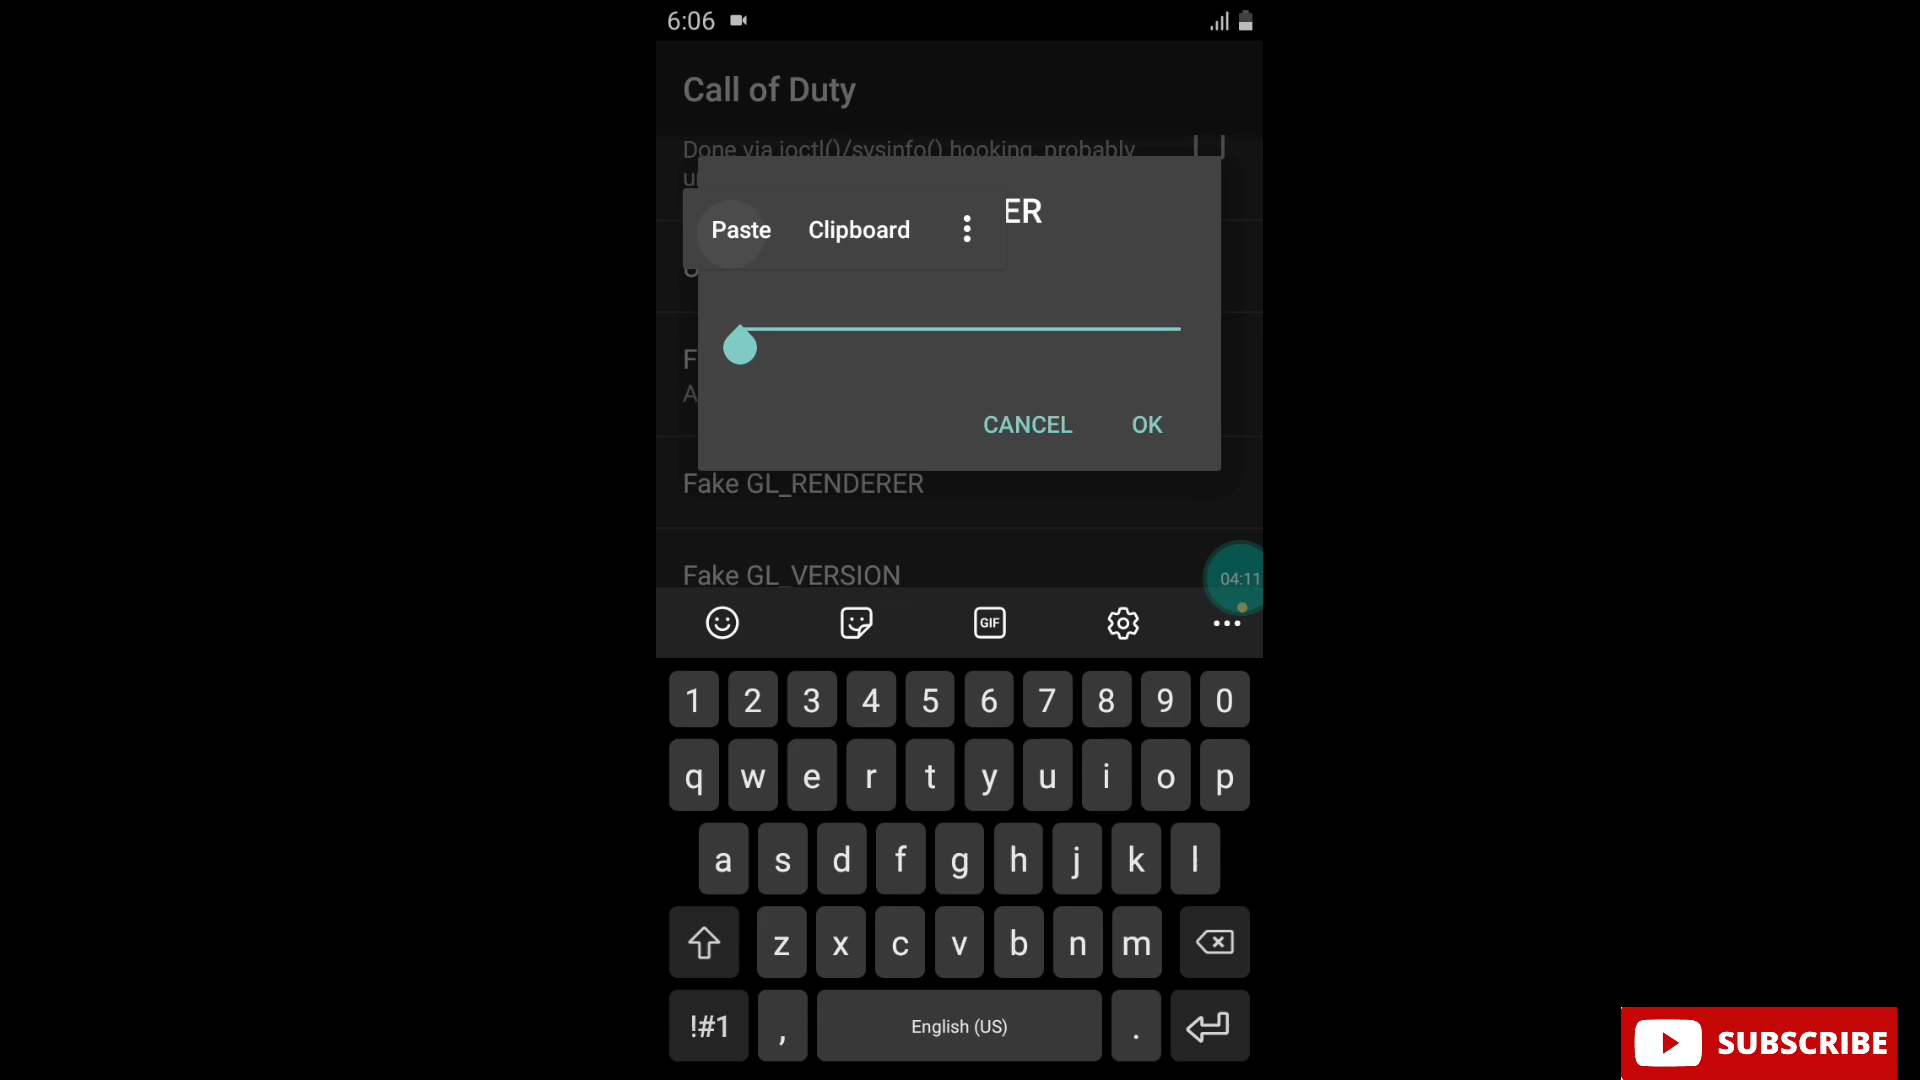 6:06
Call of Duty
Done via ioctl()/sysinfo() hooking, probably
ER
Paste Clipboard
F
A
CANCEL OK
Fake GL_RENDERER
Fake GL_VERSION
04:11
GIF
1 2 3 4 5 6 7 8 9 0
q w e r t y u i o p
a s d f g h j k l
z x c v b n m
!#1 , English (US) .
SUBSCRIBE